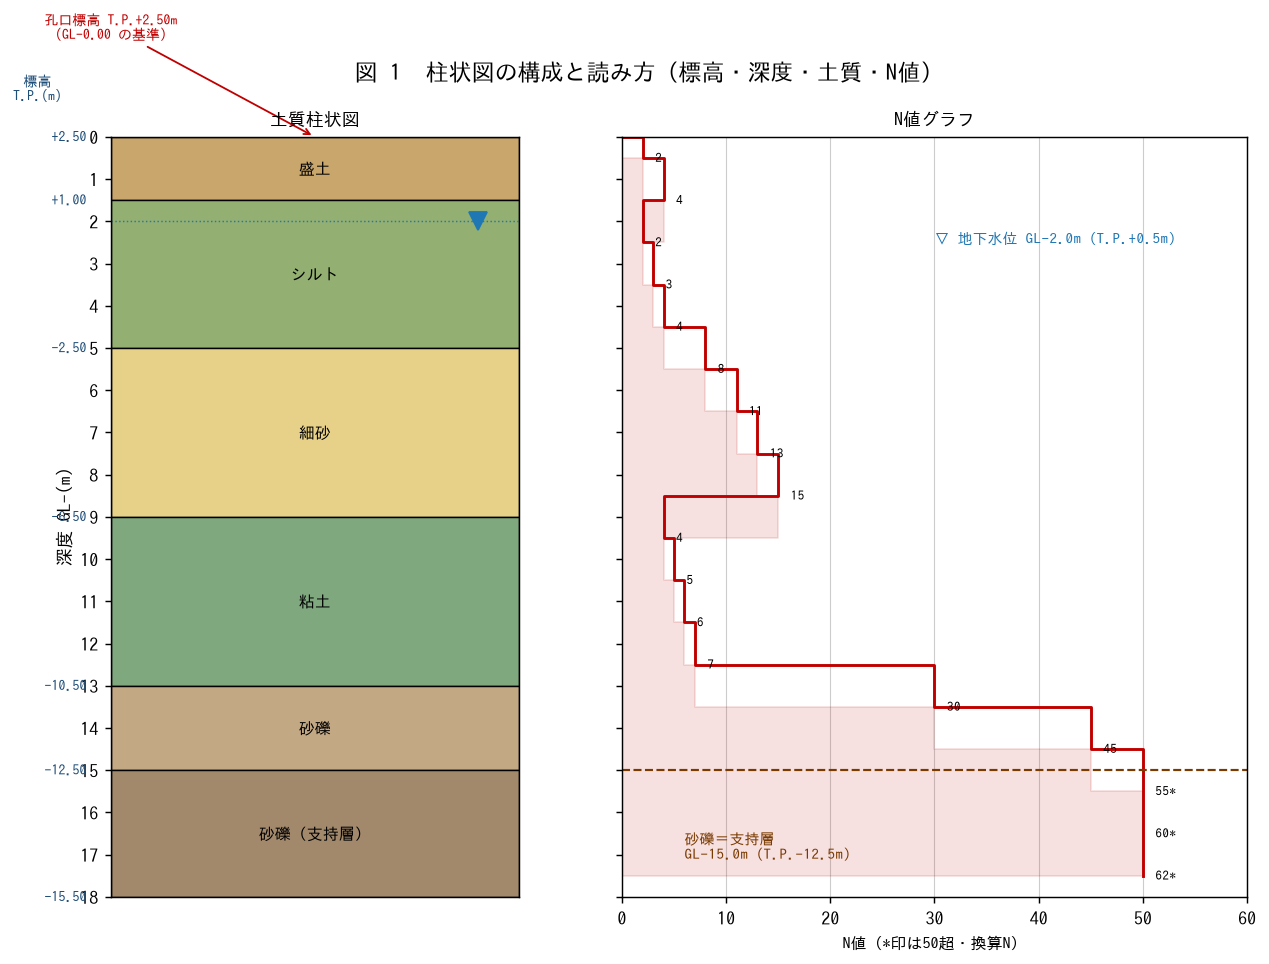 孔口標高 T.P.+2.50m
(GL-0.00 の基準)
図 1　柱状図の構成と読み方（標高・深度・土質・N値）
標高
T.P.(m)
土質柱状図
N値グラフ
+2.50
0
1
+1.00
2
3
4
-2.50
5
6
7
8
9
10
11
12
-10.50
13
14
-12.50
15
16
17
-15.50
18
深度 GL-(m)
盛土
シルト
細砂
粘土
砂礫
砂礫（支持層）
2
4
2
3
4
8
11
13
15
4
5
6
7
30
45
55*
60*
62*
▽ 地下水位 GL-2.0m (T.P.+0.5m)
砂礫＝支持層
GL-15.0m (T.P.-12.5m)
0
10
20
30
40
50
60
N値（*印は50超・換算N）